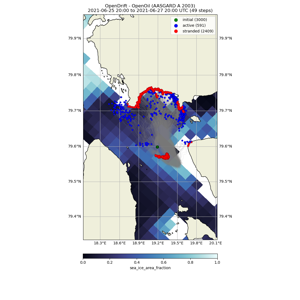 OpenDrift - OpenOil (AASGARD A 2003)
2021-06-25 20:00 to 2021-06-27 20:00 UTC (49 steps)
initial (3000)
active (591)
stranded (2409)
79.9°N 79.9°N
79.8°N 79.8°N
79.7°N 79.7°N
79.6°N 79.6°N
79.5°N 79.5°N
79.4°N 79.4°N
18.3°E 18.6°E 18.9°E 19.2°E 19.5°E 19.8°E 20.1°E
0.0 0.2 0.4 0.6 0.8 1.0
sea_ice_area_fraction